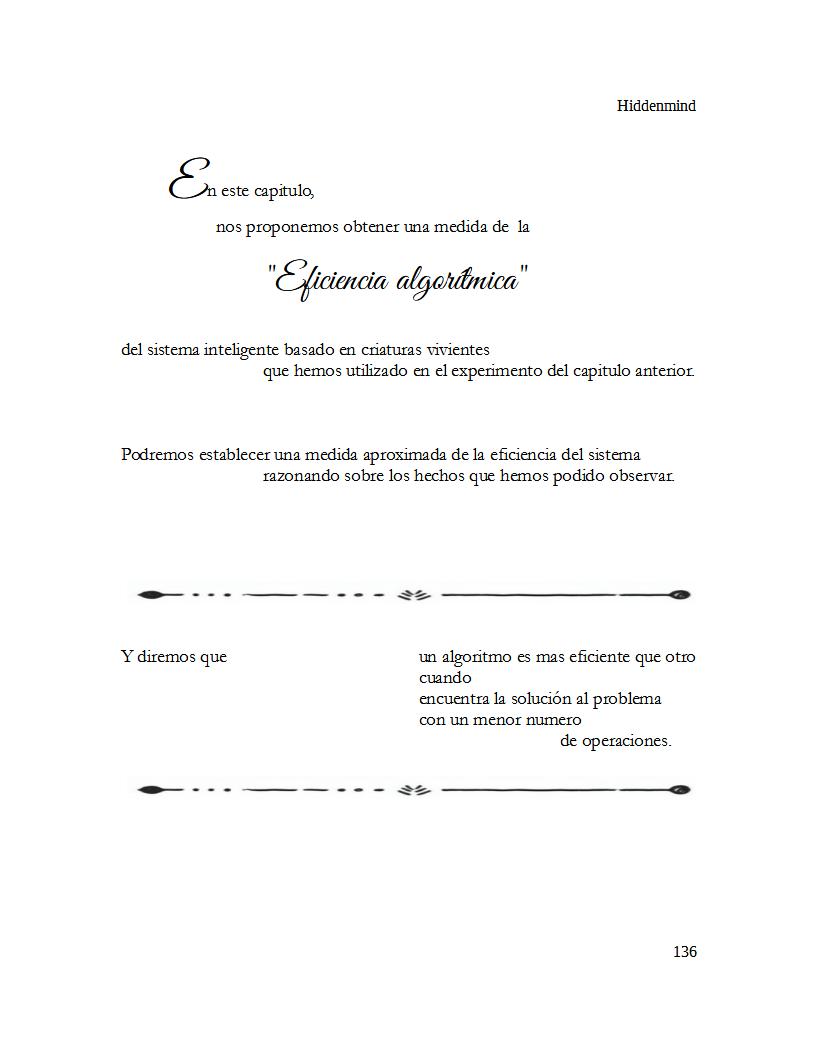 Hiddenmind
En este capitulo,
nos proponemos obtener una medida de la
"Eficiencia algorítmica"
del sistema inteligente basado en criaturas vivientes
que hemos utilizado en el experimento del capitulo anterior.
Podremos establecer una medida aproximada de la eficiencia del sistema
razonando sobre los hechos que hemos podido observar.
Y diremos que
un algoritmo es mas eficiente que otro
cuando
encuentra la solución al problema
con un menor numero
de operaciones.
136